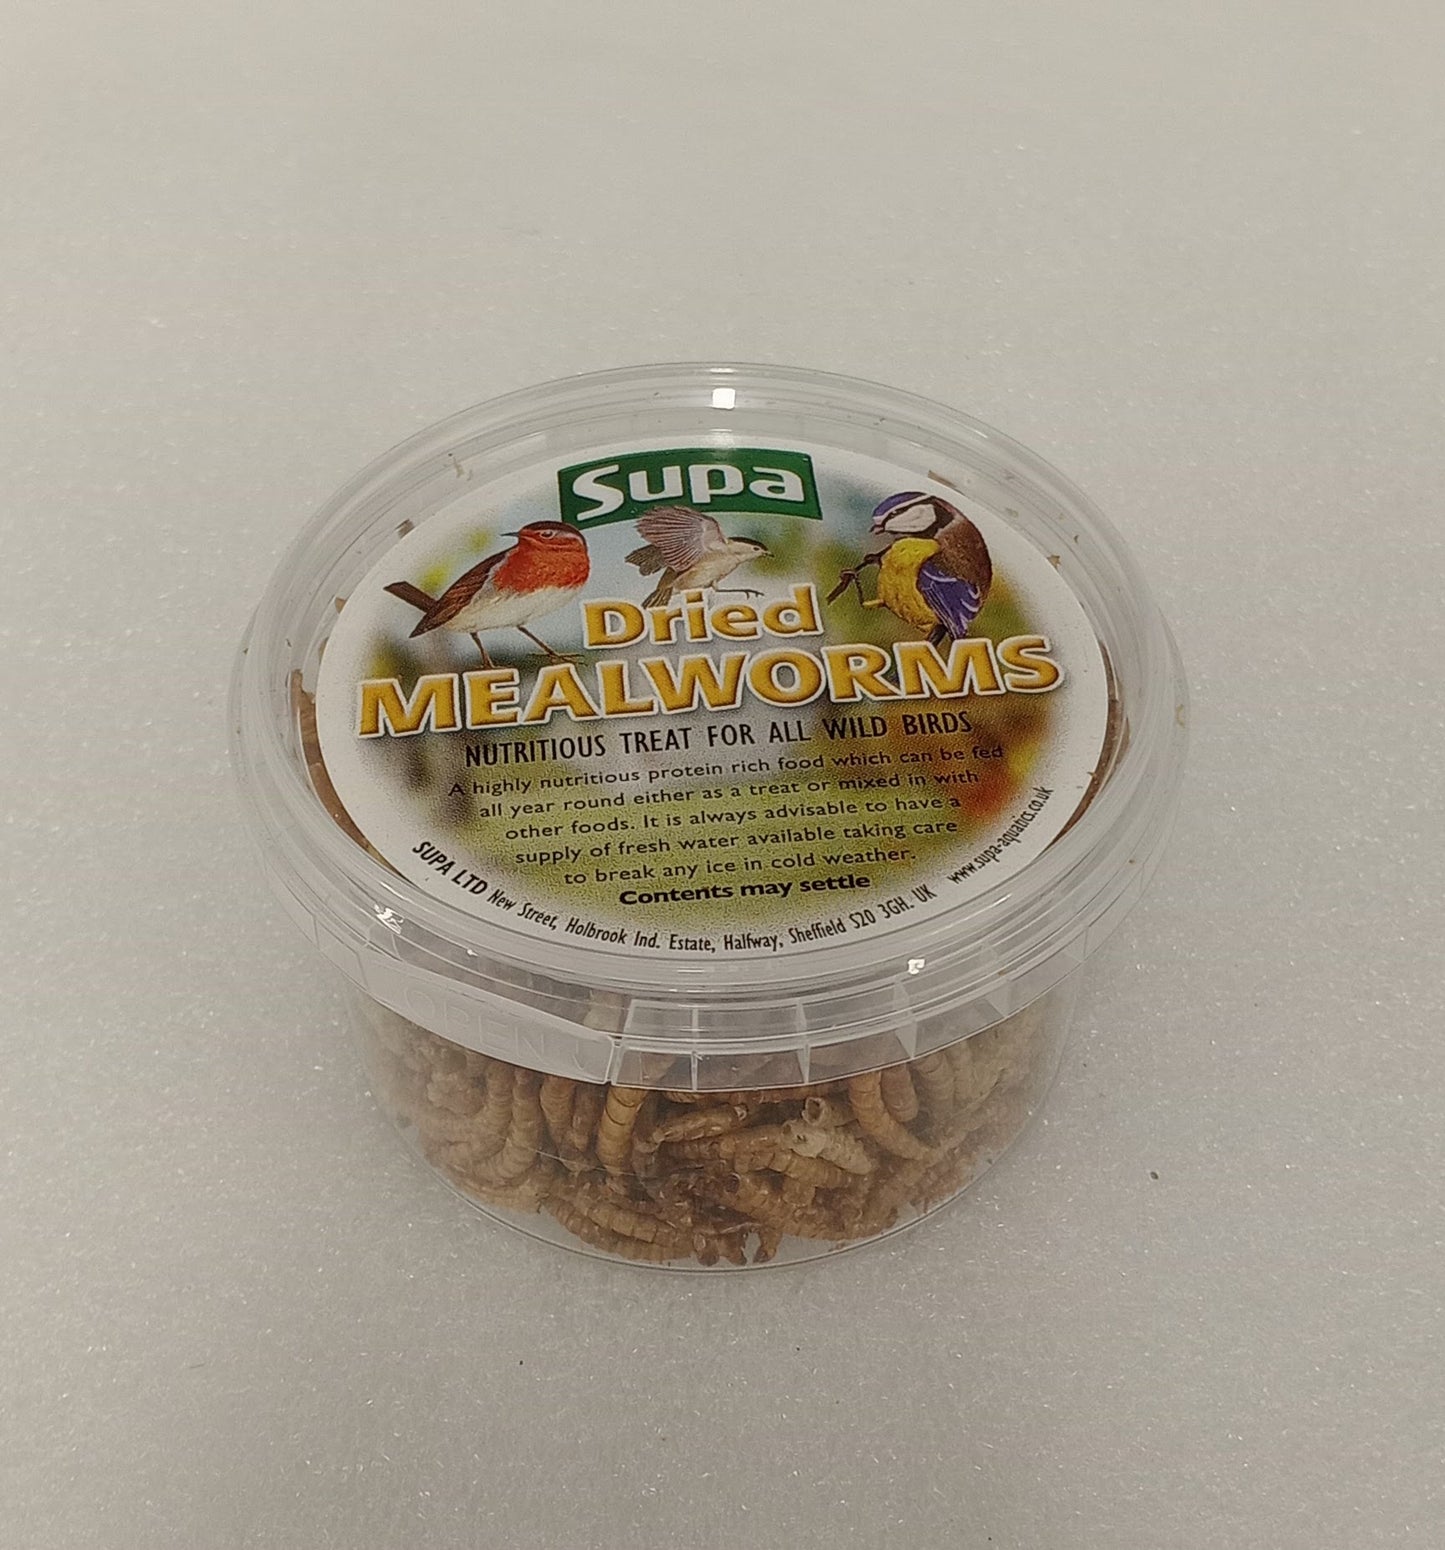 Supa
Dried
MEALWORMS
NUTRITIOUS TREAT FOR ALL WILD BIRDS
A highly nutritious protein rich food which can be fed
all year round either as a treat or mixed in with
other foods. It is always advisable to have a
supply of fresh water available taking care
to break any ice in cold weather.
Contents may settle
SUPA LTD New Street, Holbrook Ind. Estate, Halfway, Sheffield S20 3GH. UK www.supa-aquatics.co.uk
OPEN